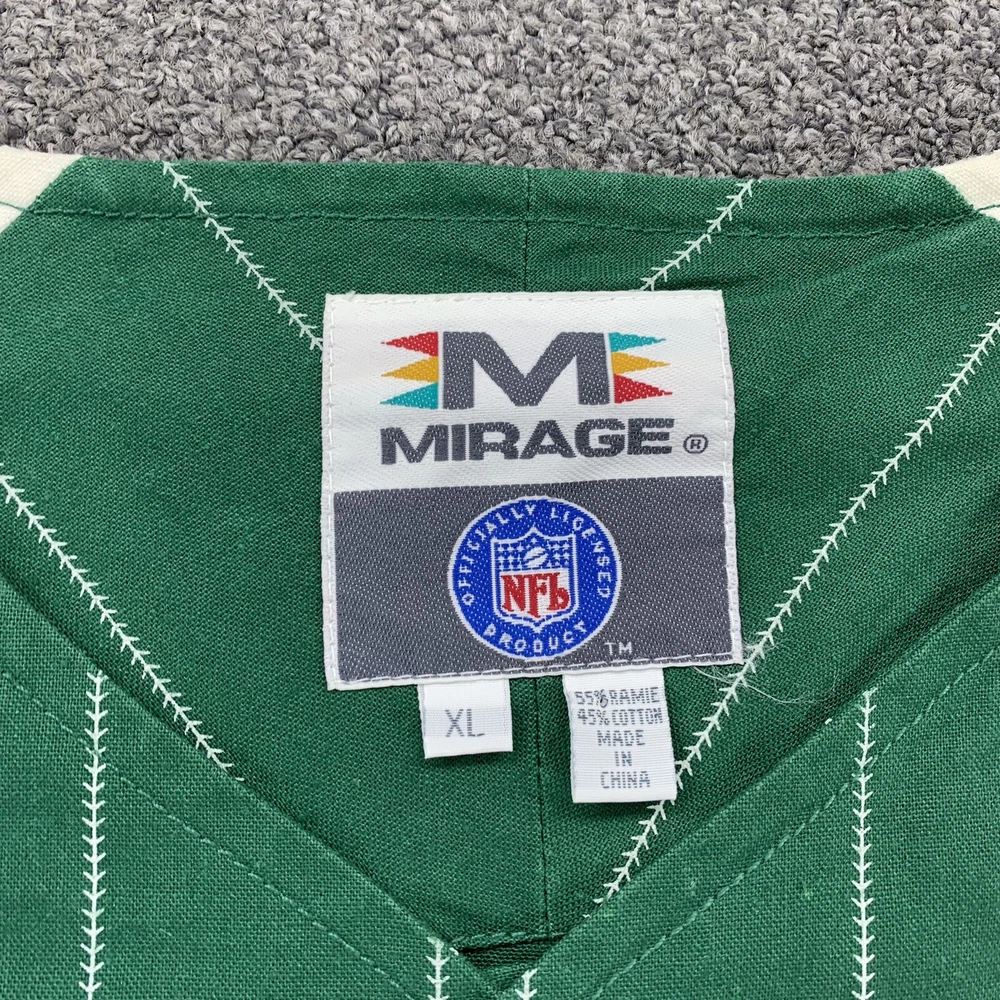 M
MIRAGE ®
OFFICIALLY LICENSED
NFL
PRODUCT
TM
XL
55% RAMIE
45% COTTON
MADE
IN
CHINA